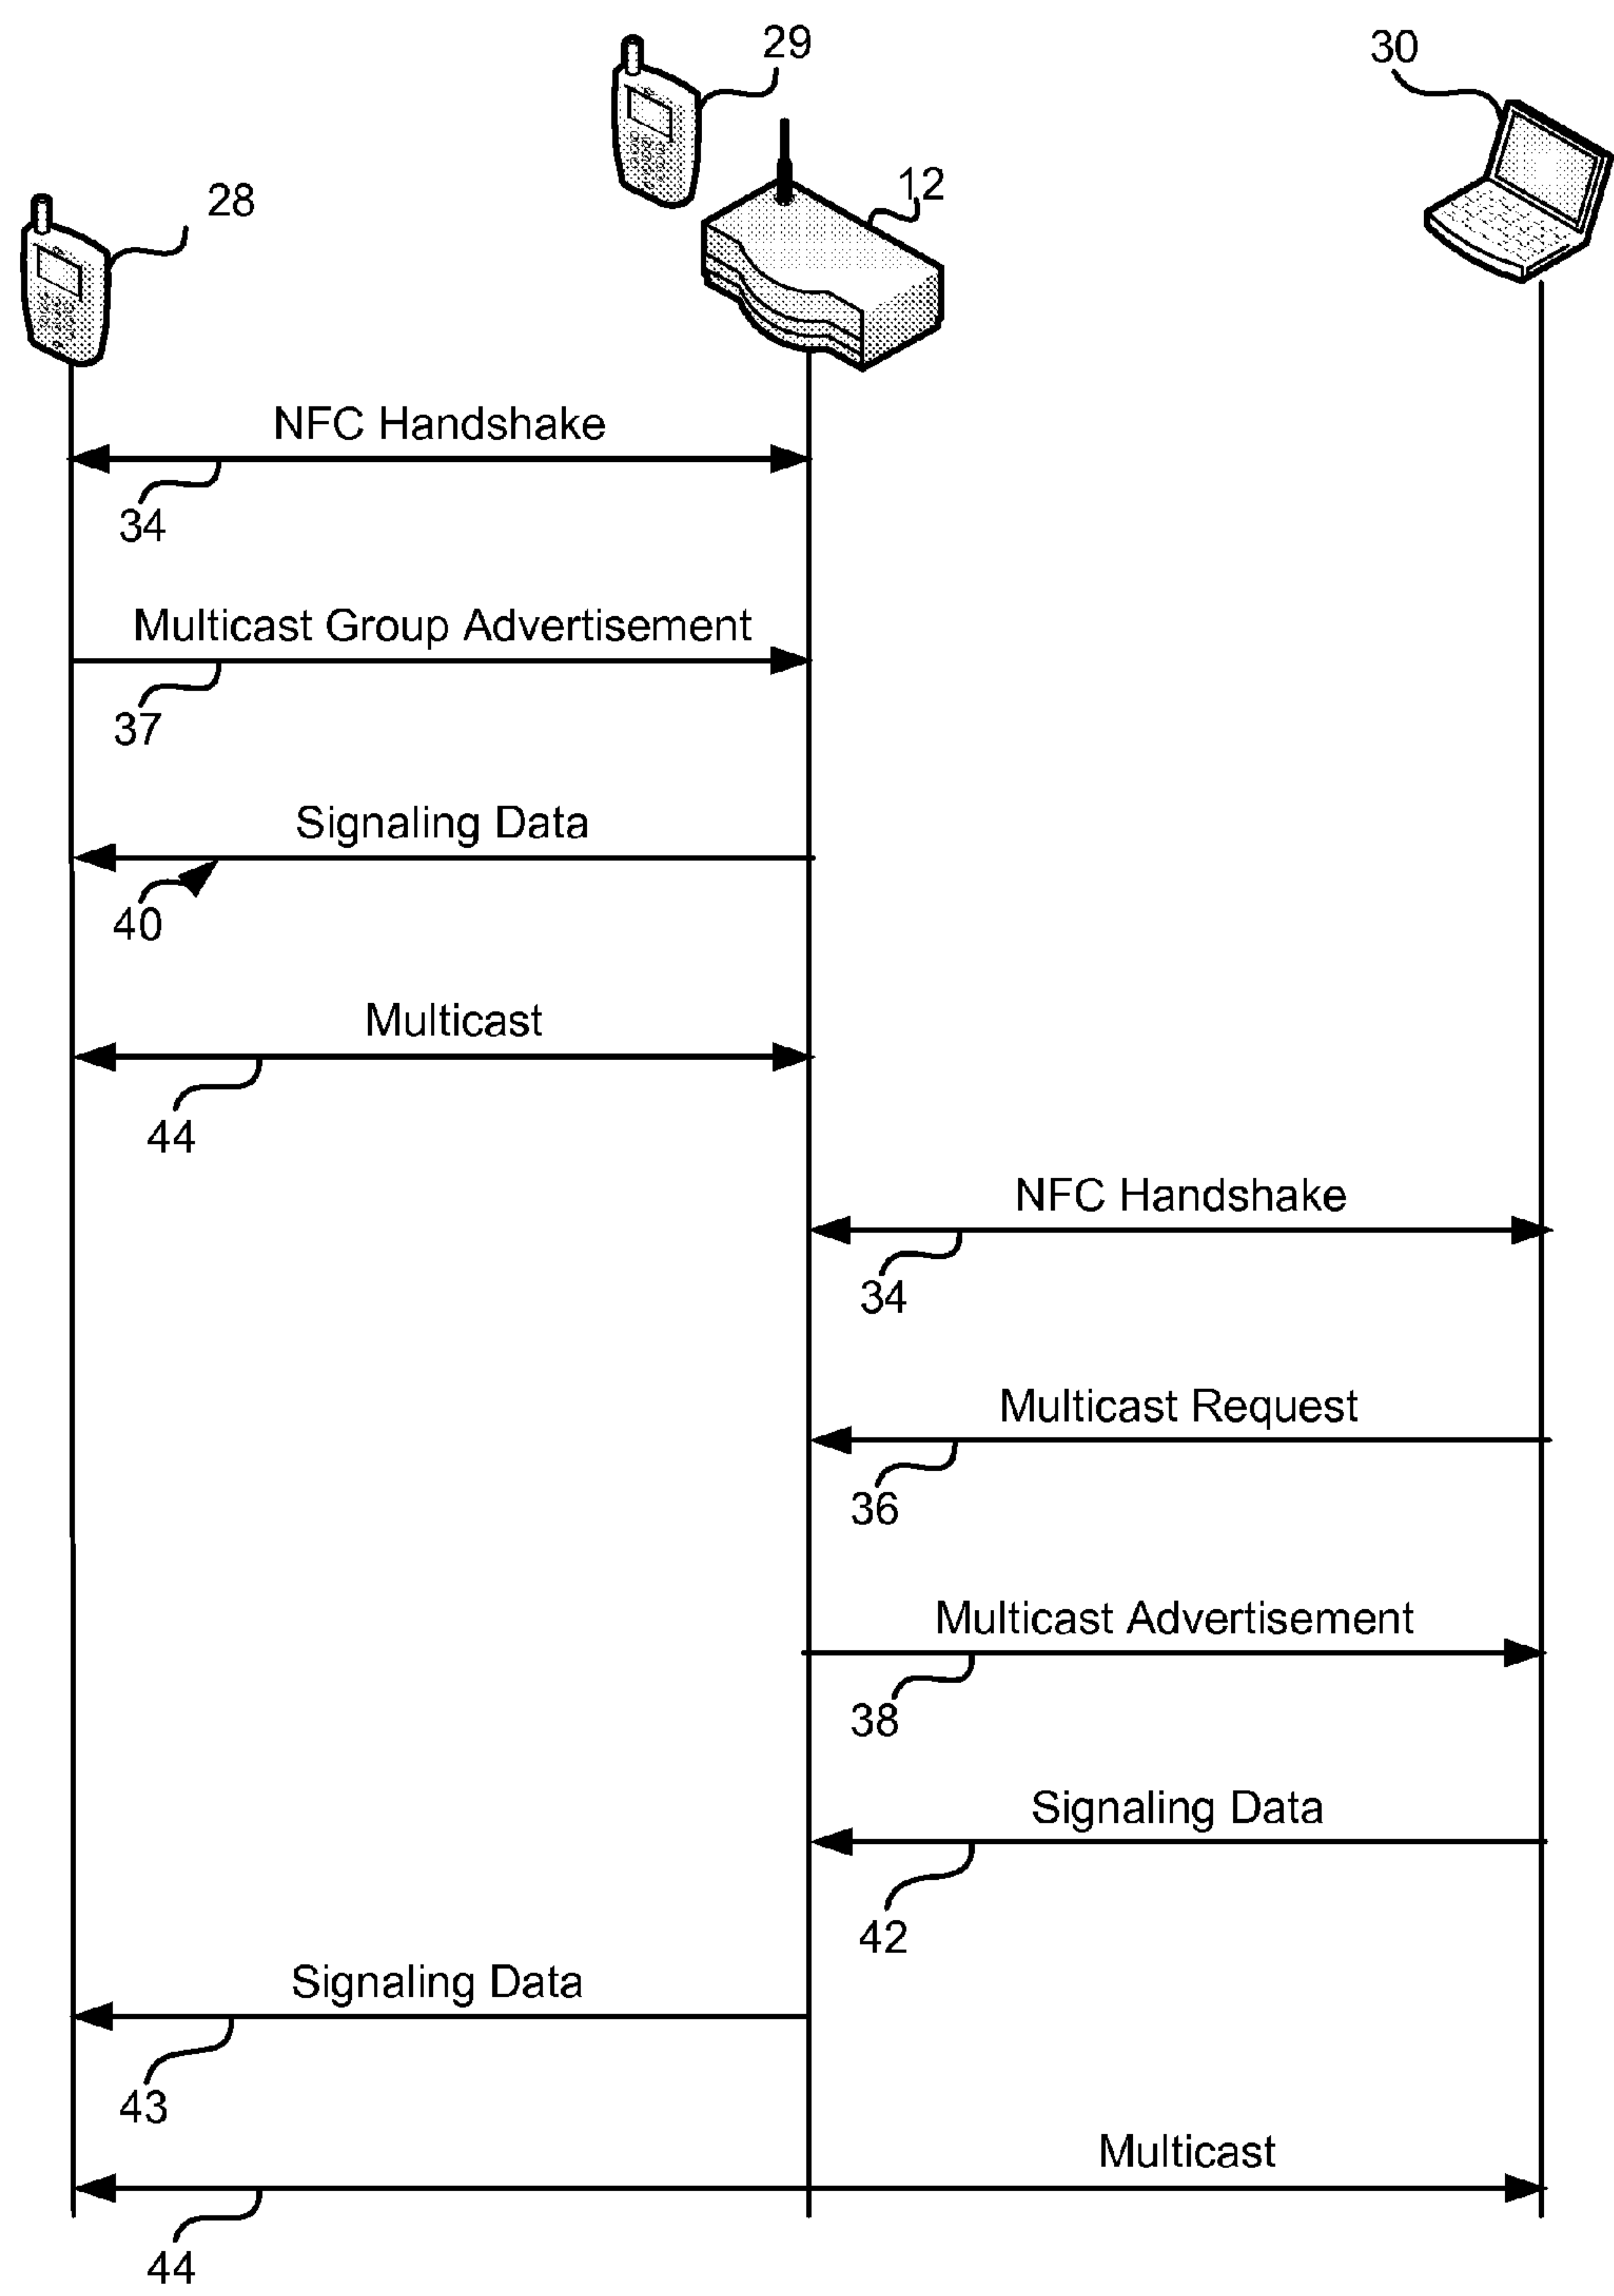 29
30
12
28
NFC Handshake
34
Multicast Group Advertisement
37
Signaling Data
40
Multicast
44
NFC Handshake
34
Multicast Request
36
Multicast Advertisement
38
Signaling Data
42
Signaling Data
43
Multicast
44